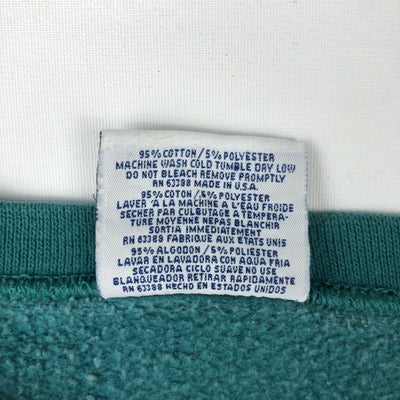 95% COTTON/5% POLYESTER
MACHINE WASH COLD TUMBLE DRY LOW
DO NOT BLEACH REMOVE PROMPTLY
RN 63388 MADE IN U.S.A.
95% COTON/5% POLYESTER
LAVER 'A LA MACHINE A L'EAU FROIDE
SECHER PAR CULBUTAGE A TEMPERA-
TURE MOYENNE NEPAS BLANCHIR
SORTIA IMMEDIATEMENT
RN 63388 FABRIQUE AUX ETATS UNIS
95% ALGODON/5% POLIESTER
LAVAR EN LAVADORA CON AGUA FRIA
SECADORA CICLO SUAVE NO USE
BLANQUEADOR RETIRAR RAPIDAMENTE
RN 63388 HECHO EN ESTADOS UNIDOS